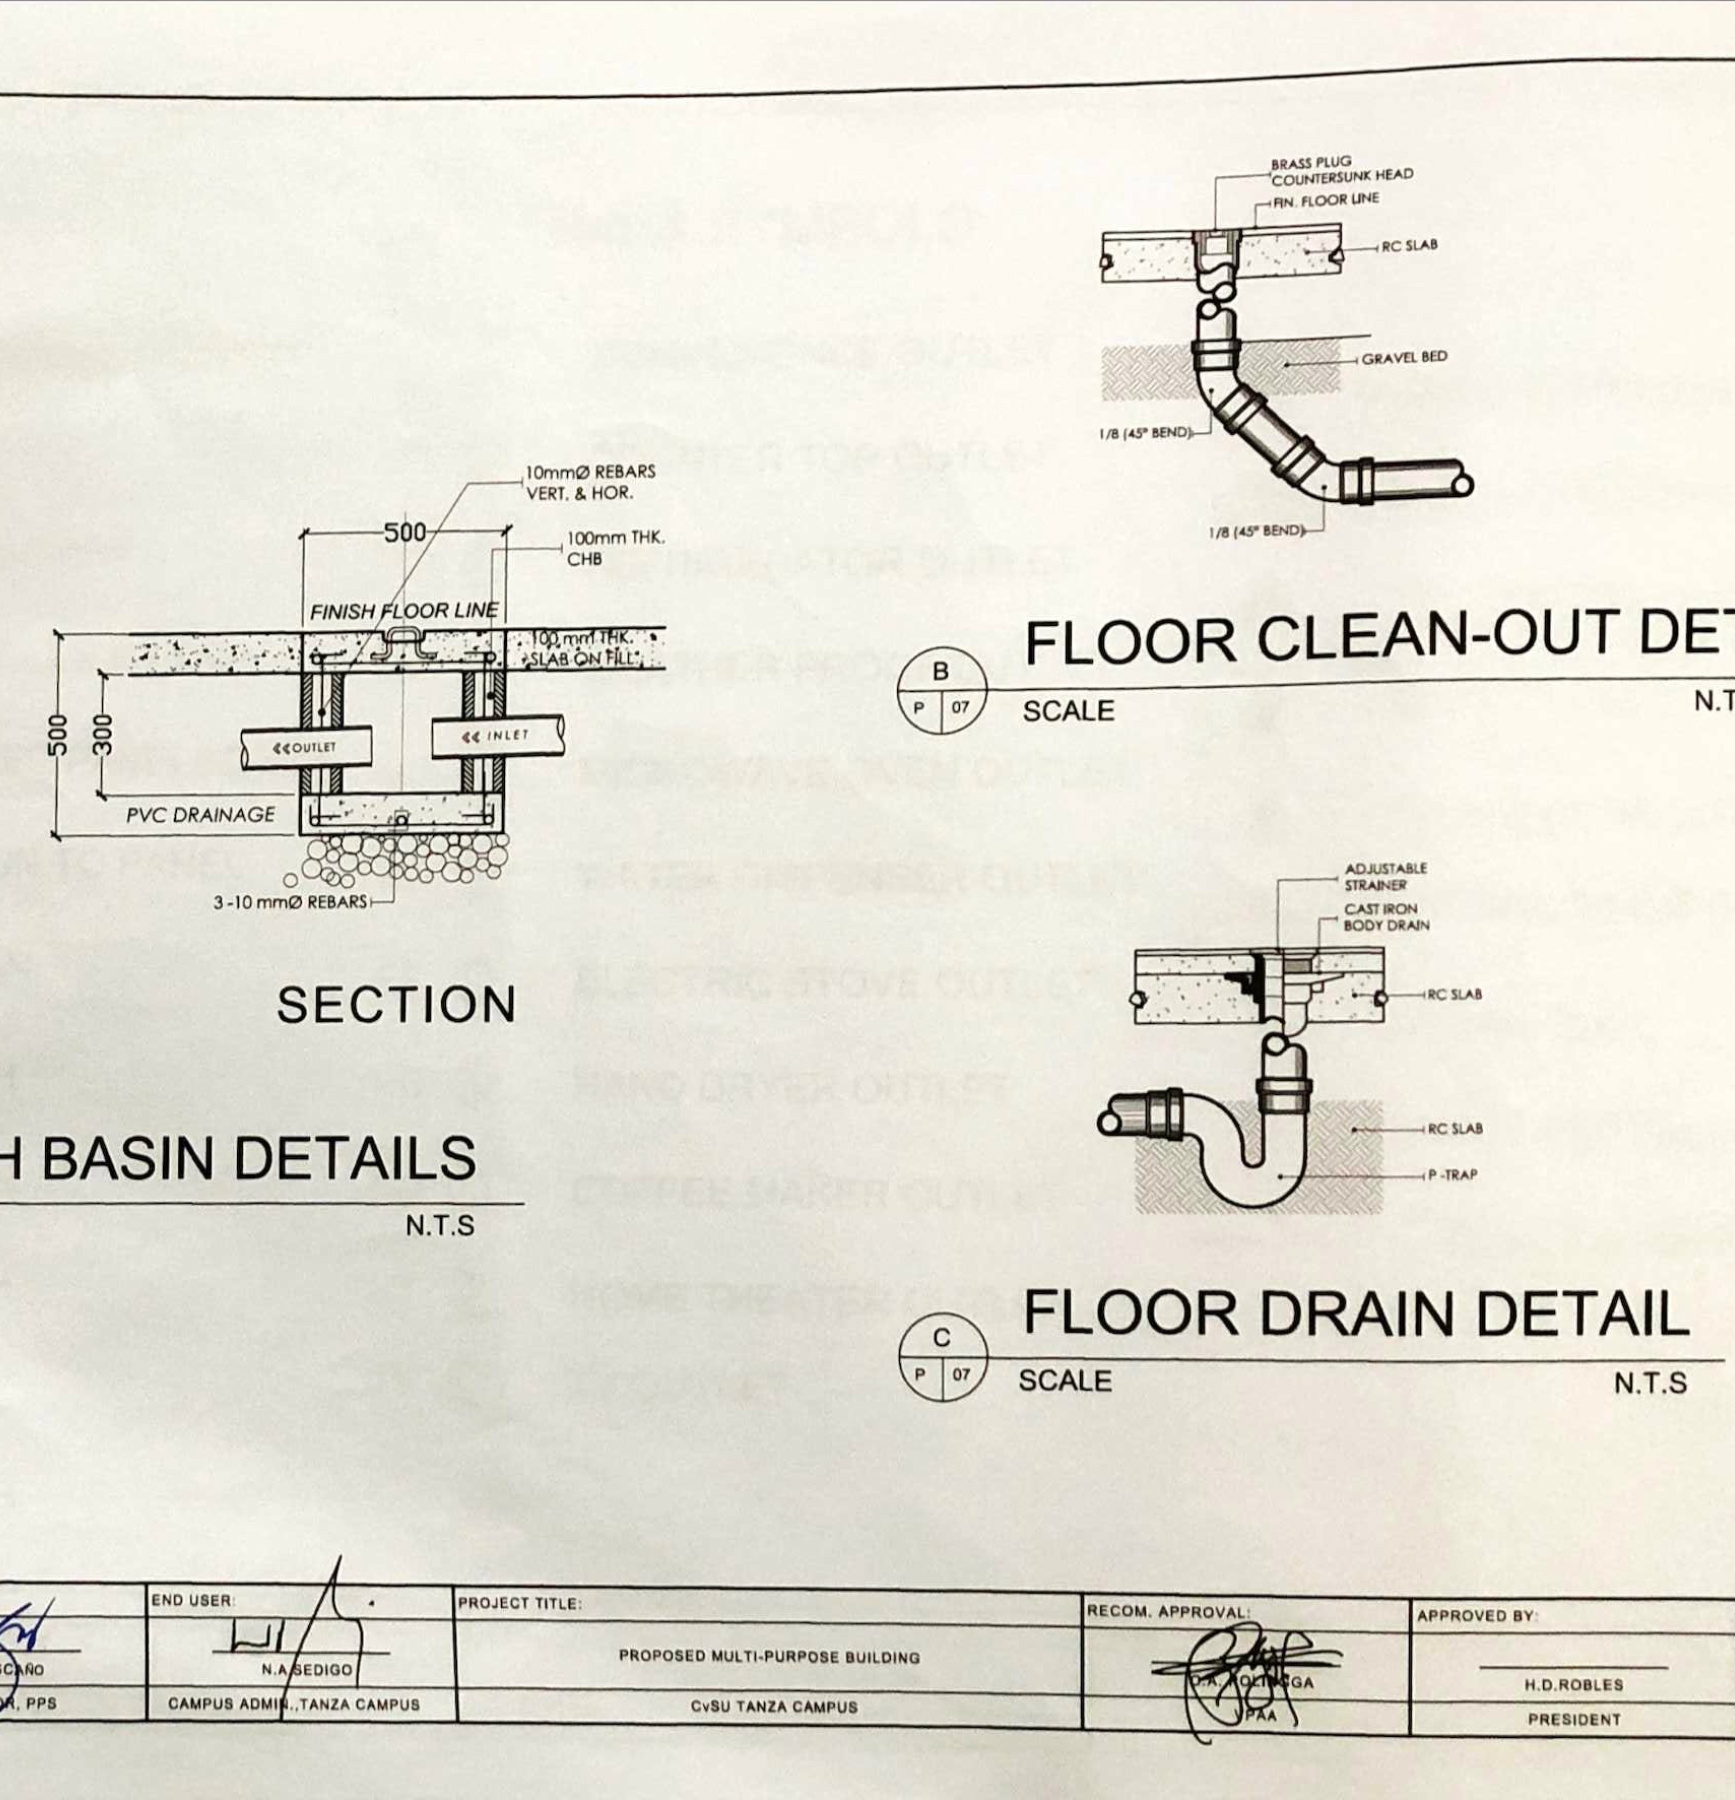 BRASS PLUG
COUNTERSUNK HEAD
FIN. FLOOR LINE
RC SLAB
GRAVEL BED
1/8 (45° BEND)
1/8 (45° BEND)
B
P 07
FLOOR CLEAN-OUT DET
SCALE
N.T
10mmØ REBARS
VERT. & HOR.
500
100mm THK.
CHB
FINISH FLOOR LINE
100 mm THK.
SLAB ON FILL
500
300
<<OUTLET
<< INLET
PVC DRAINAGE
3-10 mmØ REBARS
SECTION
H BASIN DETAILS
N.T.S
ADJUSTABLE
STRAINER
CAST IRON
BODY DRAIN
RC SLAB
RC SLAB
P-TRAP
C
P 07
FLOOR DRAIN DETAIL
SCALE
N.T.S
END USER:
N.A SEDIGO
CAMPUS ADMIN.,TANZA CAMPUS
PROJECT TITLE:
PROPOSED MULTI-PURPOSE BUILDING
CvSU TANZA CAMPUS
RECOM. APPROVAL:
VPAA
APPROVED BY:
H.D.ROBLES
PRESIDENT
CAÑO
R, PPS